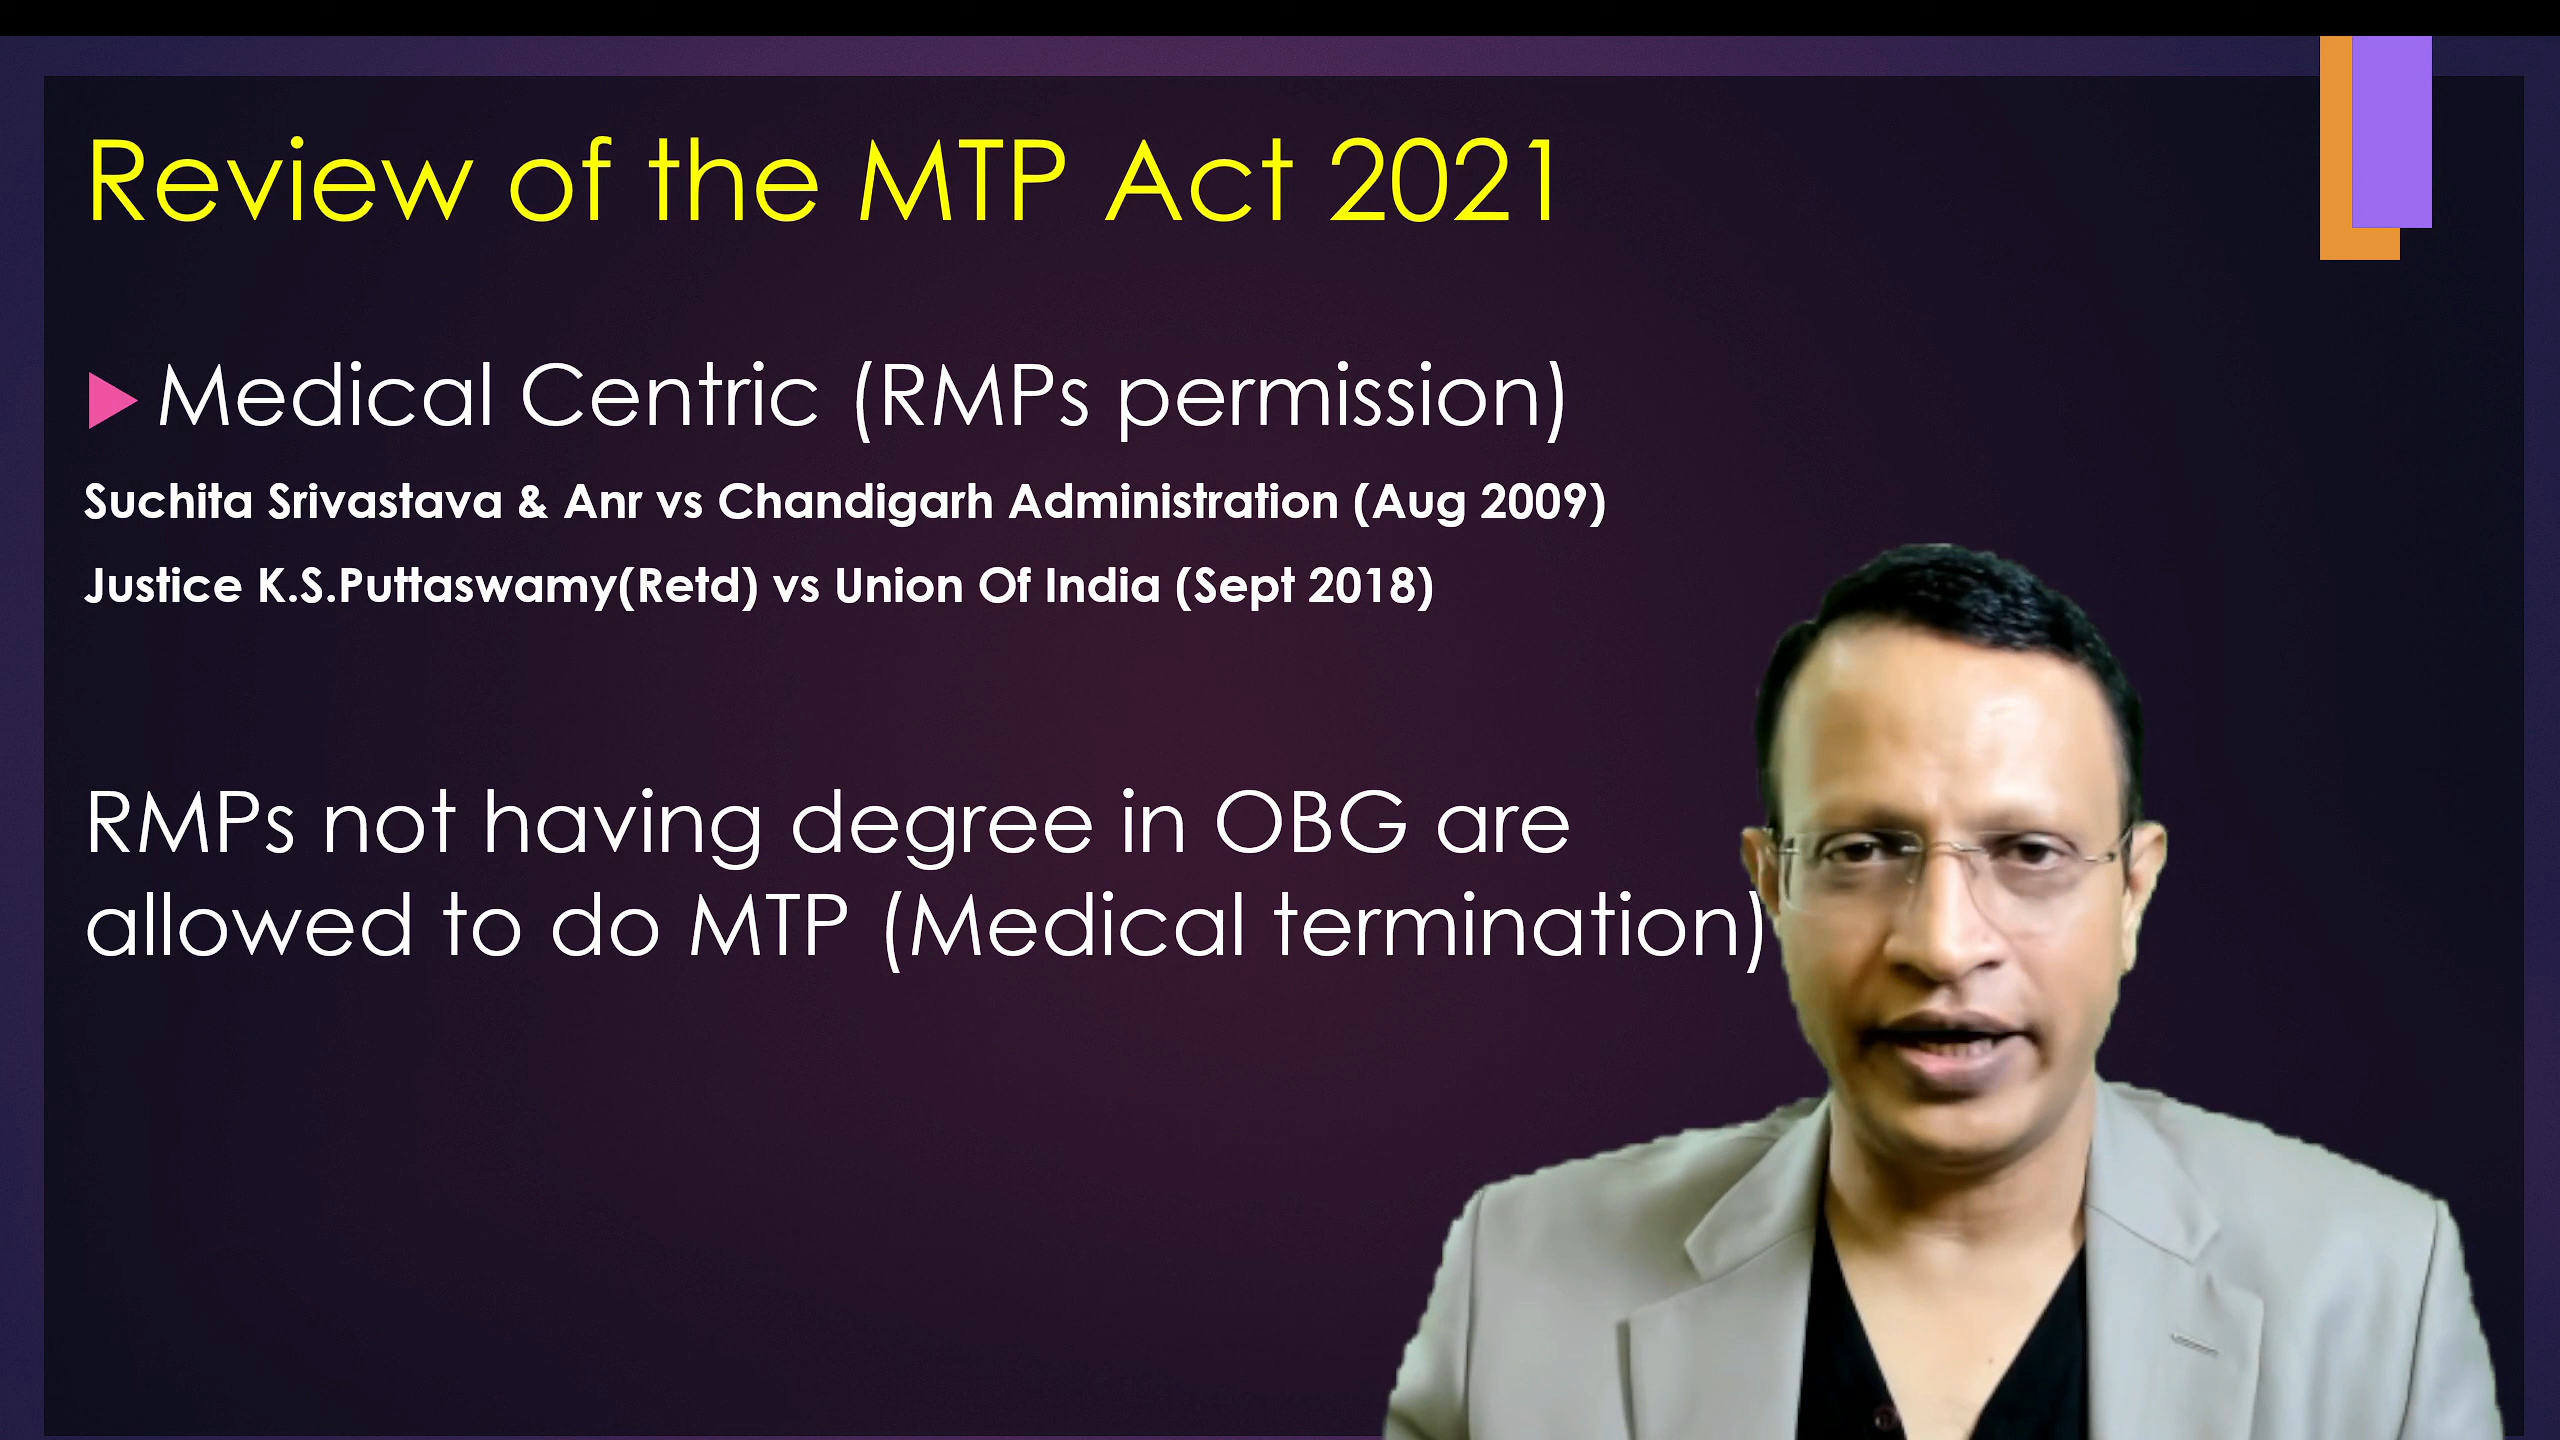 Review of the MTP Act 2021
Medical Centric (RMPs permission)
Suchita Srivastava & Anr vs Chandigarh Administration (Aug 2009)
Justice K.S.Puttaswamy(Retd) vs Union Of India (Sept 2018)
RMPs not having degree in OBG are
allowed to do MTP (Medical termination)